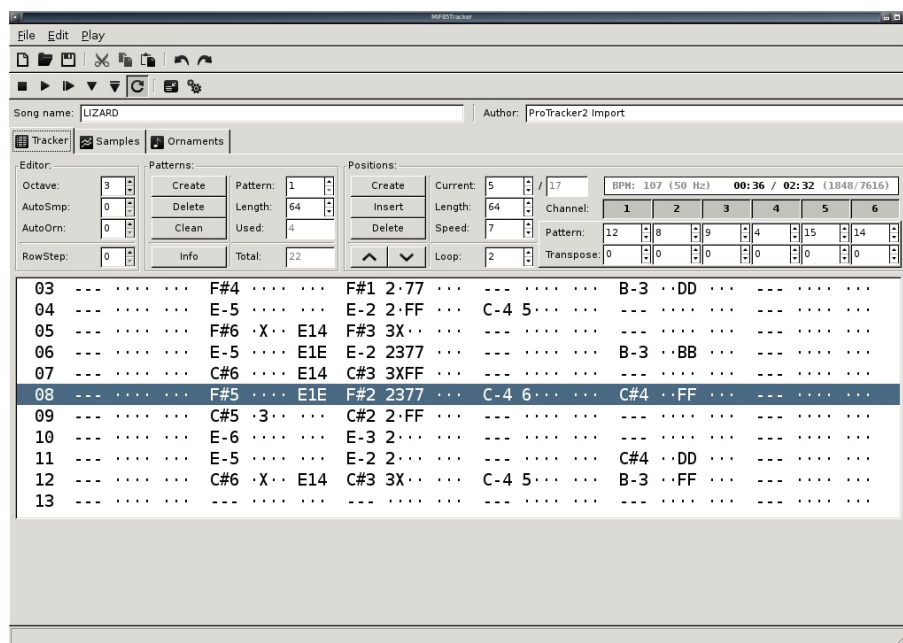 MIF85Tracker
File Edit Play
Song name: LIZARD Author: ProTracker2 Import
Tracker Samples Ornaments
Editor: Patterns: Positions:
Octave: 3 Create Pattern: 1 Create Current: 5 / 17 BPM: 107 (50 Hz) 00:36 / 02:32 (1848/7616)
AutoSmp: 0 Delete Length: 64 Insert Length: 64 Channel: 1 2 3 4 5 6
AutoOrn: 0 Clean Used: 4 Delete Speed: 7 Pattern: 12 8 9 4 15 14
RowStep: 0 Info Total: 22 Loop: 2 Transpose: 0 0 0 0 0 0
03 --- ···· ··· F#4 ···· ··· F#1 2·77 ··· --- ···· ··· B-3 ··DD ··· --- ···· ···
04 --- ···· ··· E-5 ···· ··· E-2 2·FF ··· C-4 5··· ··· --- ···· ··· --- ···· ···
05 --- ···· ··· F#6 ·X·· E14 F#3 3X·· ··· --- ···· ··· --- ···· ··· --- ···· ···
06 --- ···· ··· E-5 ···· E1E E-2 2377 ··· --- ···· ··· B-3 ··BB ··· --- ···· ···
07 --- ···· ··· C#6 ···· E14 C#3 3XFF ··· --- ···· ··· --- ···· ··· --- ···· ···
08 --- ···· ··· F#5 ···· E1E F#2 2377 ··· C-4 6··· ··· C#4 ··FF ··· --- ···· ···
09 --- ···· ··· C#5 ·3·· ··· C#2 2·FF ··· --- ···· ··· --- ···· ··· --- ···· ···
10 --- ···· ··· E-6 ···· ··· E-3 2··· ··· --- ···· ··· --- ···· ··· --- ···· ···
11 --- ···· ··· E-5 ···· ··· E-2 2··· ··· --- ···· ··· C#4 ··DD ··· --- ···· ···
12 --- ···· ··· C#6 ·X·· E14 C#3 3X·· ··· C-4 5··· ··· B-3 ··FF ··· --- ···· ···
13 --- ···· ··· --- ···· ··· --- ···· ··· --- ···· ··· --- ···· ··· --- ···· ···